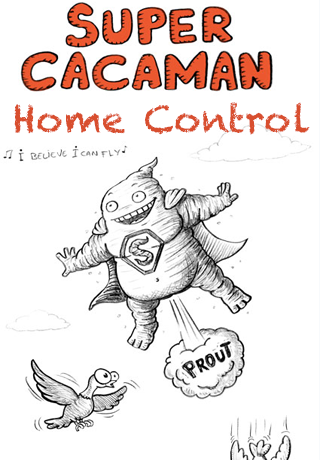 SUPER
CACAMAN
Home Control
♫ I BELIEVE I CAN FLY ♪
S
PROUT